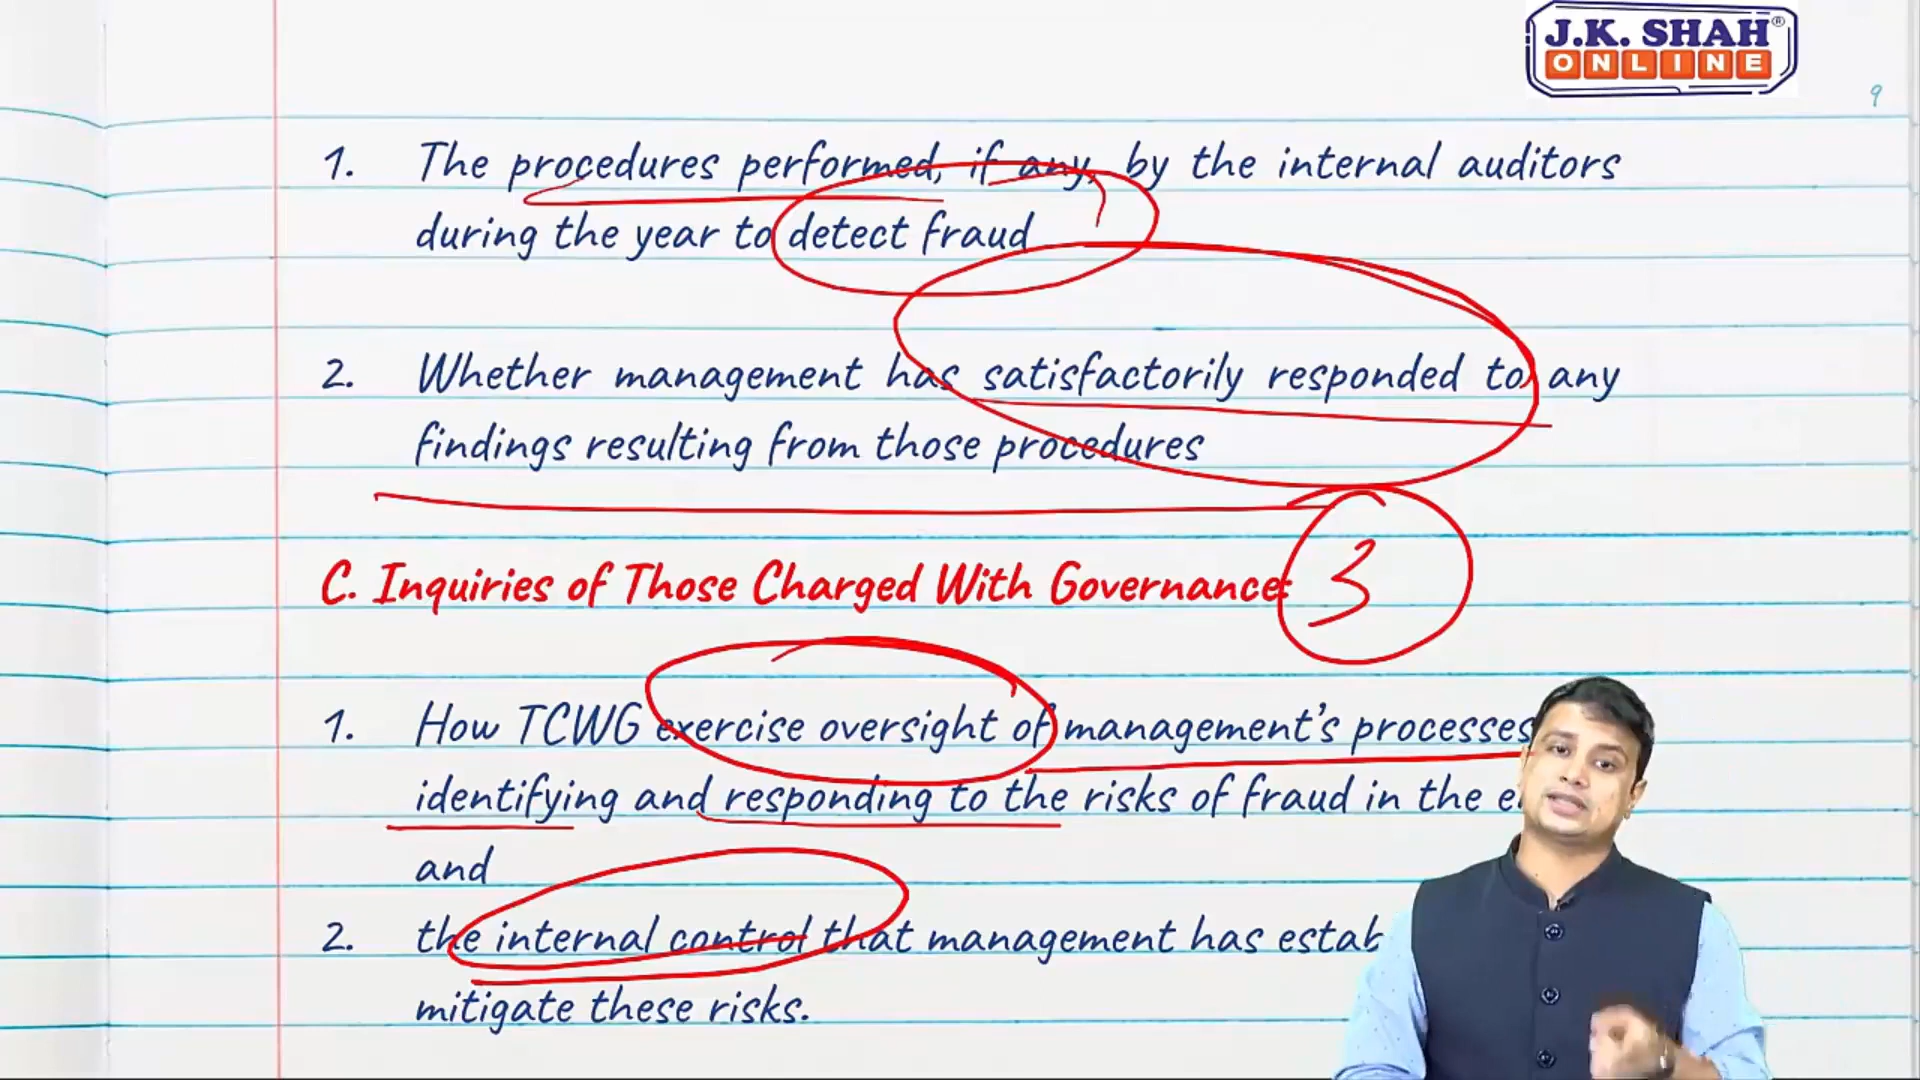 J.K. SHAH®
ONLINE
9
1. The procedures performed, if any, by the internal auditors
during the year to detect fraud
2. Whether management has satisfactorily responded to any
findings resulting from those procedures
C. Inquiries of Those Charged With Governance:
3
1. How TCWG exercise oversight of management's processes
identifying and responding to the risks of fraud in the
and
2. the internal control that management has estab
mitigate these risks.